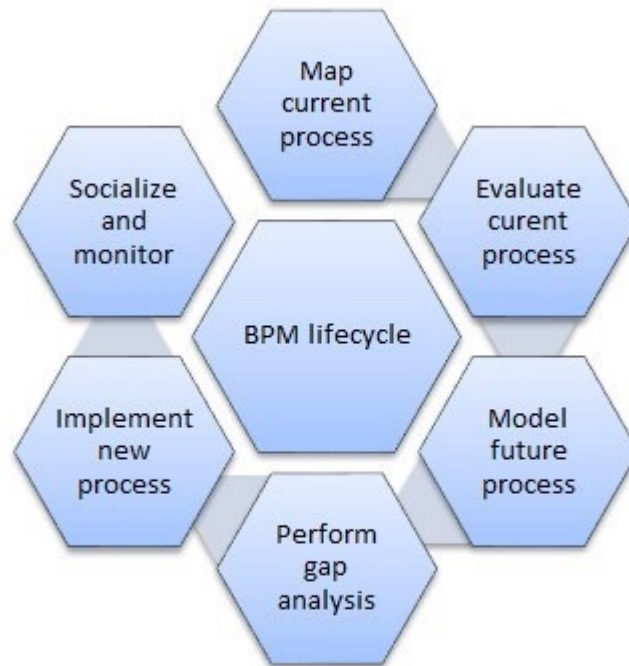 Map
current
process
Evaluate
curent
process
Model
future
process
Perform
gap
analysis
Implement
new
process
Socialize
and
monitor
BPM lifecycle